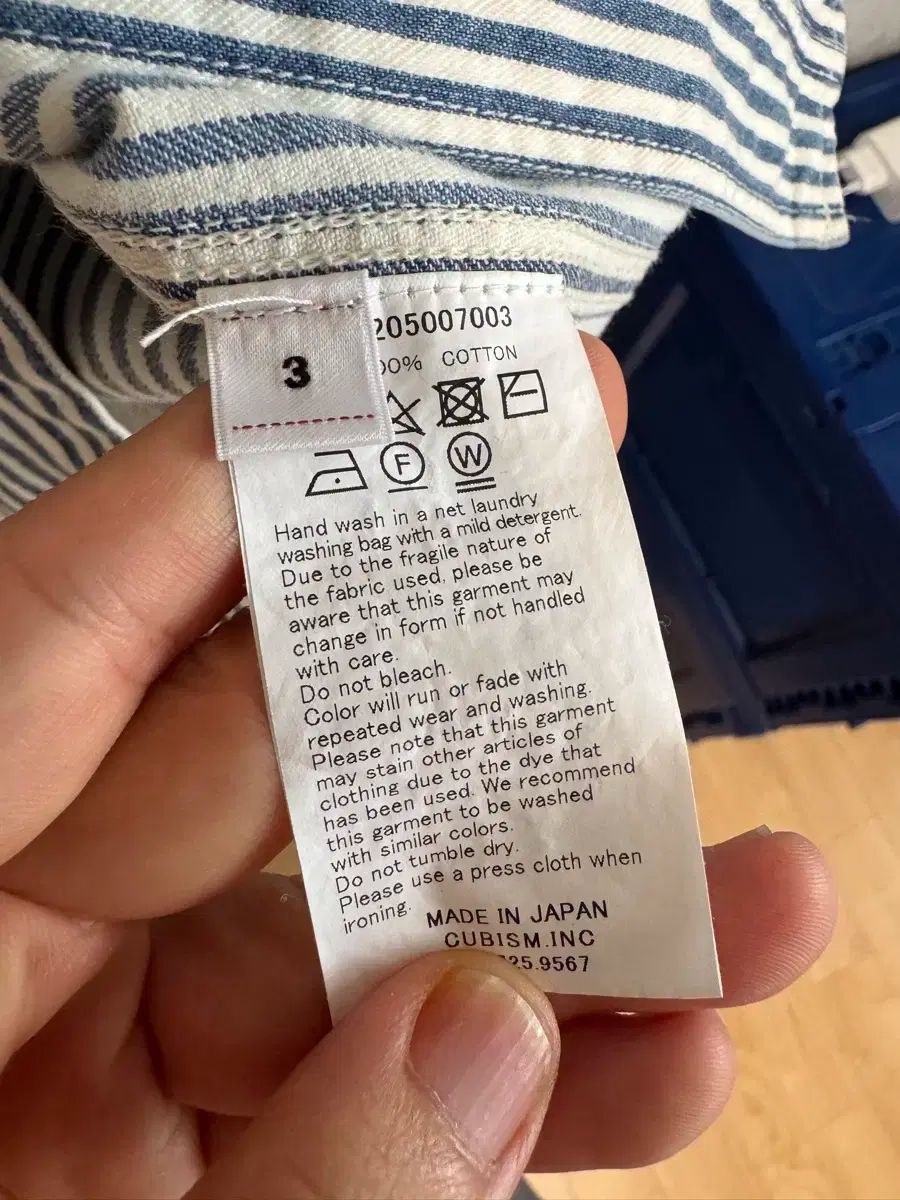 3
205007003
00% COTTON
F
W
Hand wash in a net laundry
washing bag with a mild detergent.
Due to the fragile nature of
the fabric used, please be
aware that this garment may
change in form if not handled
with care.
Do not bleach.
Color will run or fade with
repeated wear and washing.
Please note that this garment
may stain other articles of
clothing due to the dye that
has been used. We recommend
this garment to be washed
with similar colors.
Do not tumble dry.
Please use a press cloth when
ironing.
MADE IN JAPAN
CUBISM.INC
25.9567